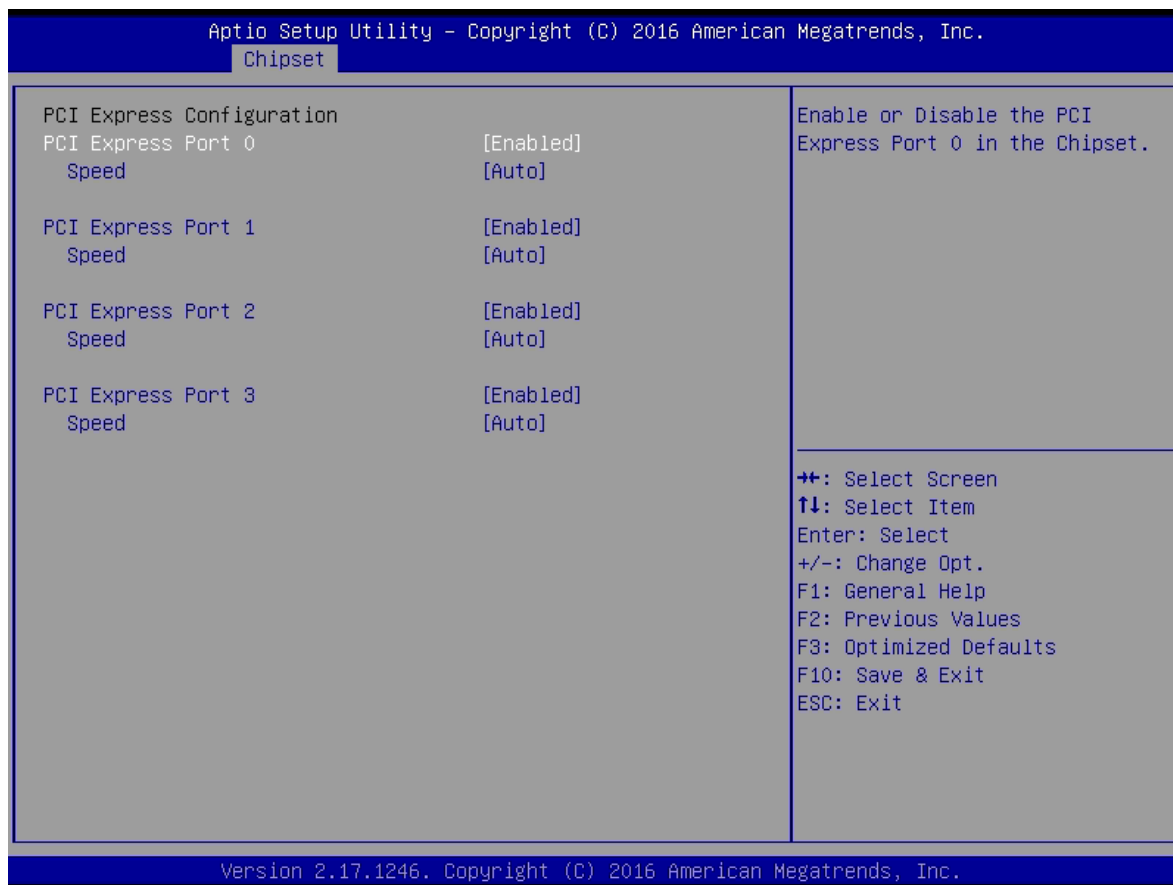 Aptio Setup Utility – Copyright (C) 2016 American Megatrends, Inc.
Chipset
PCI Express Configuration
PCI Express Port 0 [Enabled]
Speed [Auto]
PCI Express Port 1 [Enabled]
Speed [Auto]
PCI Express Port 2 [Enabled]
Speed [Auto]
PCI Express Port 3 [Enabled]
Speed [Auto]
Enable or Disable the PCI
Express Port 0 in the Chipset.
→←: Select Screen
↑↓: Select Item
Enter: Select
+/-: Change Opt.
F1: General Help
F2: Previous Values
F3: Optimized Defaults
F10: Save & Exit
ESC: Exit
Version 2.17.1246. Copyright (C) 2016 American Megatrends, Inc.